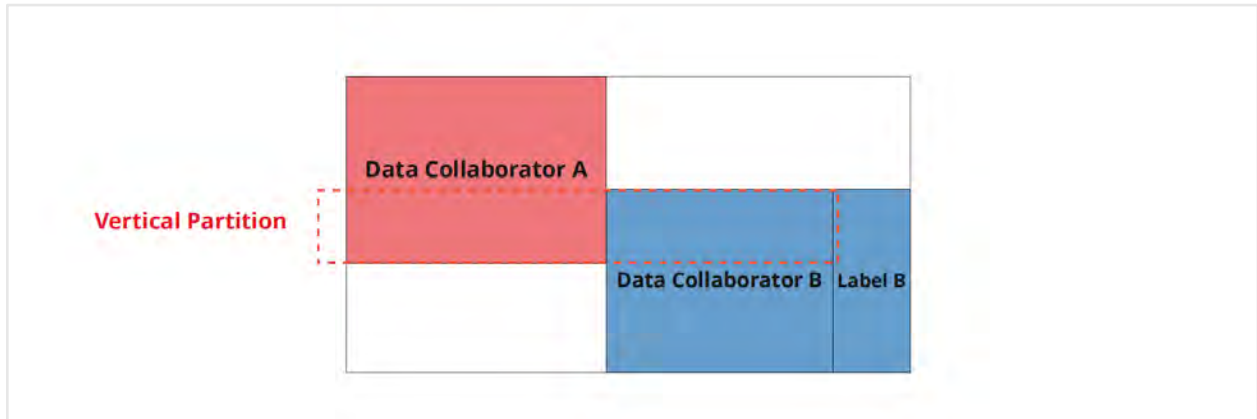 Data Collaborator A
Vertical Partition
Data Collaborator B
Label B